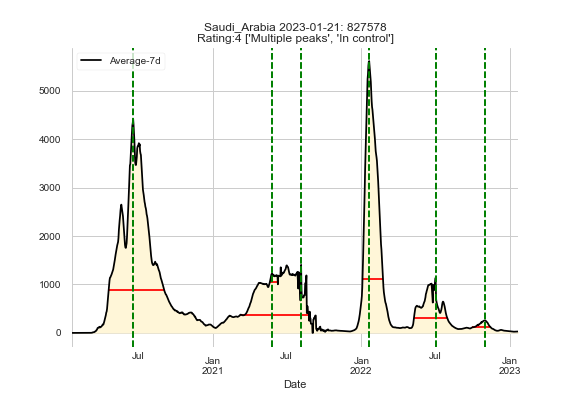 Saudi_Arabia 2023-01-21: 827578
Rating:4 ['Multiple peaks', 'In control']
Average-7d
5000
4000
3000
2000
1000
0
Jul
Jan
2021
Jul
Jan
2022
Jul
Jan
2023
Date